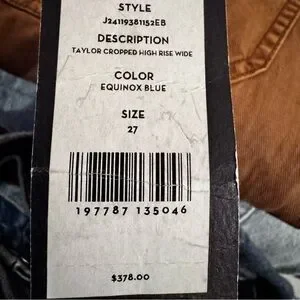 STYLE
J24119381152EB
DESCRIPTION
TAYLOR CROPPED HIGH RISE WIDE
COLOR
EQUINOX BLUE
SIZE
27
197787 135046
$378.00